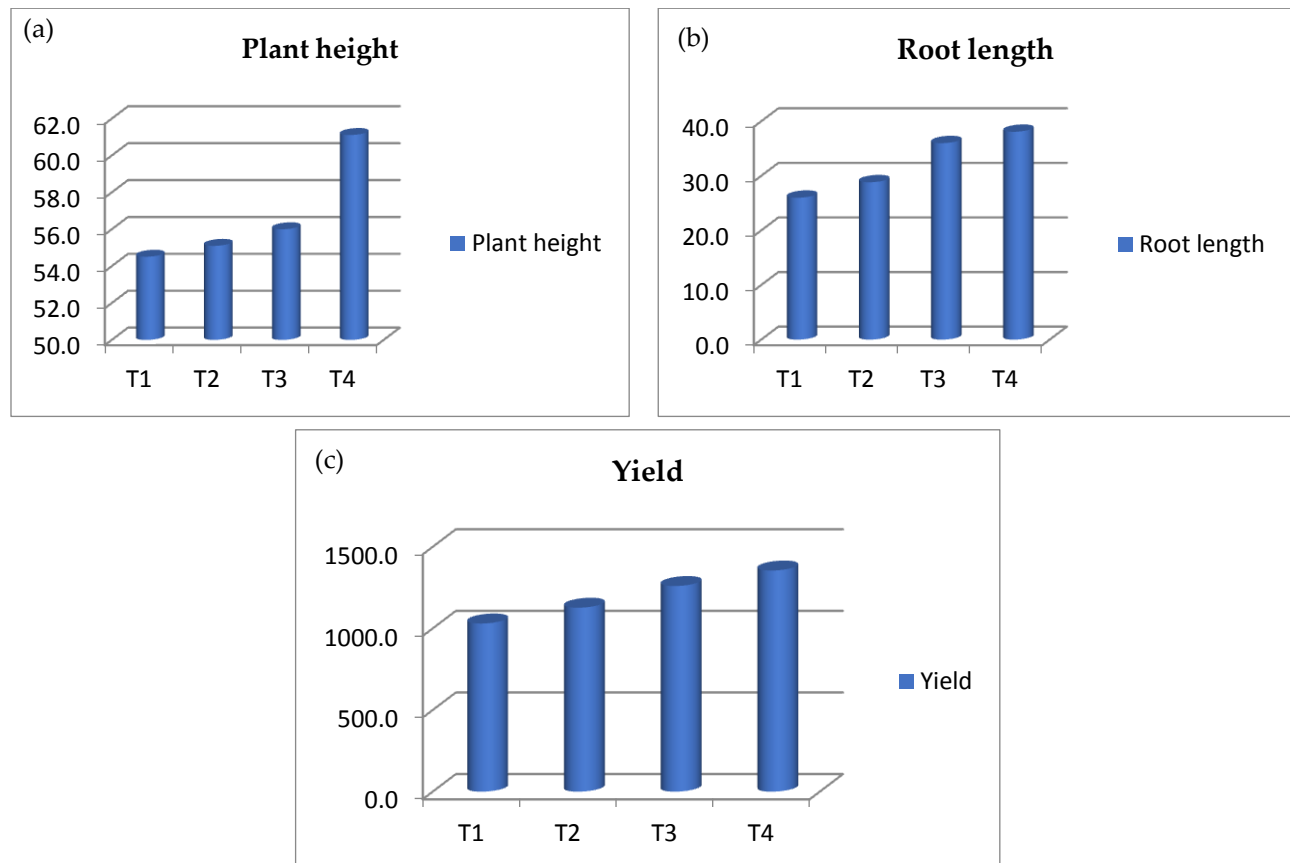 (a)
Plant height
62.0
60.0
58.0
56.0
54.0
52.0
50.0
T1 T2 T3 T4
Plant height
(b)
Root length
40.0
30.0
20.0
10.0
0.0
T1 T2 T3 T4
Root length
(c)
Yield
1500.0
1000.0
500.0
0.0
T1 T2 T3 T4
Yield